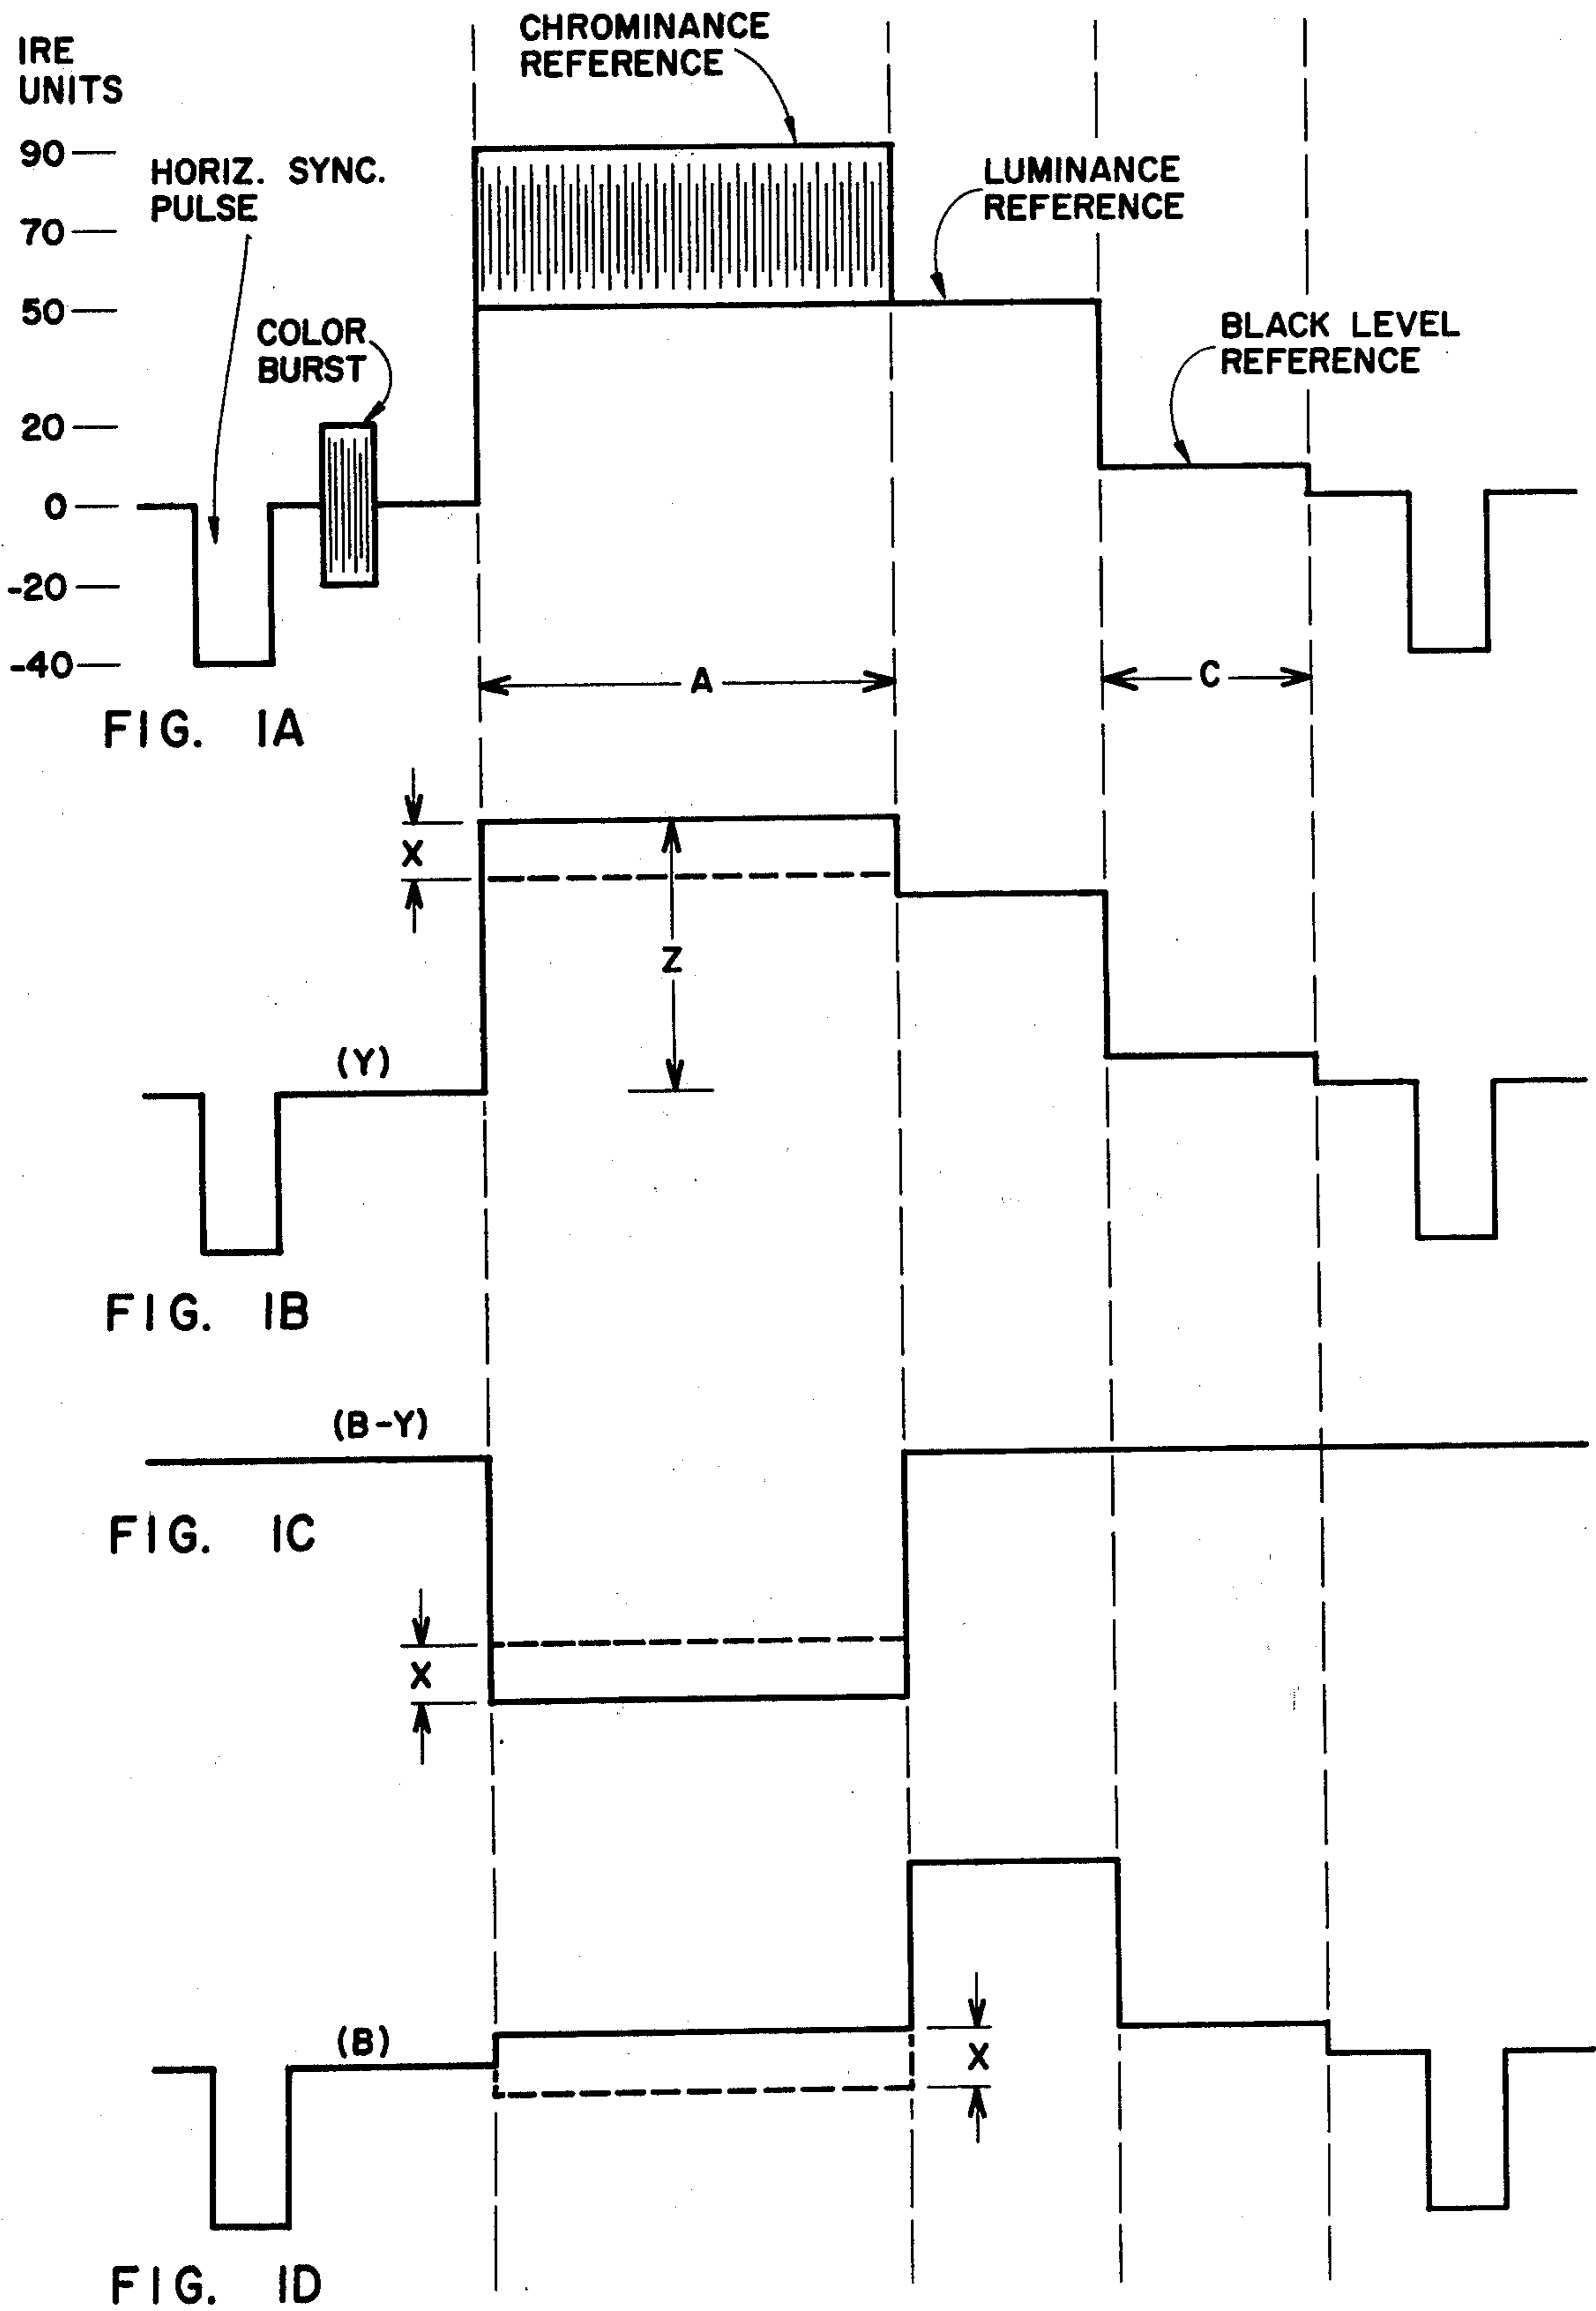 CHROMINANCE
REFERENCE
IRE
UNITS
90
HORIZ. SYNC.
PULSE
LUMINANCE
REFERENCE
70
50
COLOR
BURST
BLACK LEVEL
REFERENCE
20
0
-20
-40
A
C
FIG. 1A
X
Z
(Y)
FIG. 1B
(B-Y)
FIG. 1C
X
(B)
X
FIG. 1D